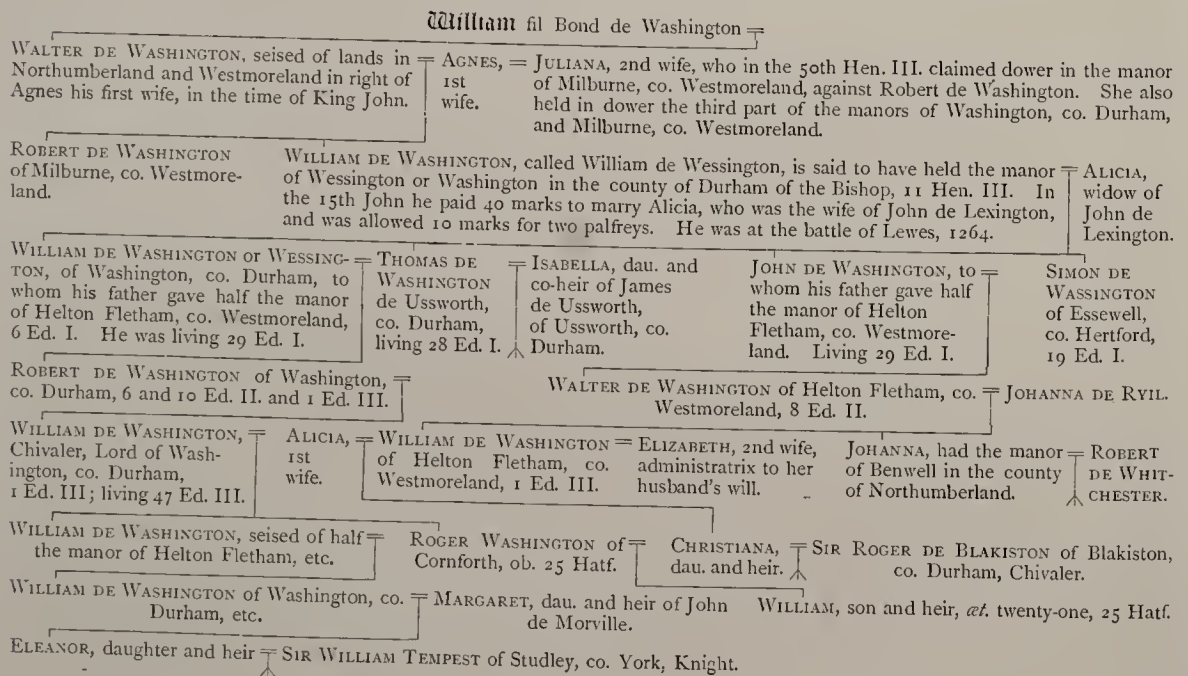 William fil Bond de Washington
WALTER DE WASHINGTON, seised of lands in
Northumberland and Westmoreland in right of
Agnes his first wife, in the time of King John.
= AGNES, =
1st
wife.
JULIANA, 2nd wife, who in the 50th Hen. III. claimed dower in the manor
of Milburne, co. Westmoreland, against Robert de Washington. She also
held in dower the third part of the manors of Washington, co. Durham,
and Milburne, co. Westmoreland.
ROBERT DE WASHINGTON
of Milburne, co. Westmore-
land.
WILLIAM DE WASHINGTON, called William de Wessington, is said to have held the manor =
of Wessington or Washington in the county of Durham of the Bishop, 11 Hen. III. In
the 15th John he paid 40 marks to marry Alicia, who was the wife of John de Lexington,
and was allowed 10 marks for two palfreys. He was at the battle of Lewes, 1264.
ALICIA,
widow of
John de
Lexington.
WILLIAM DE WASHINGTON or WESSING-
TON, of Washington, co. Durham, to
whom his father gave half the manor
of Helton Fletham, co. Westmoreland,
6 Ed. I. He was living 29 Ed. I.
=
THOMAS DE
WASHINGTON
de Ussworth,
co. Durham,
living 28 Ed. I.
=
ISABELLA, dau. and
co-heir of James
de Ussworth,
of Ussworth, co.
Durham.
JOHN DE WASHINGTON, to =
whom his father gave half
the manor of Helton
Fletham, co. Westmore-
land. Living 29 Ed. I.
SIMON DE
WASSINGTON
of Essewell,
co. Hertford,
19 Ed. I.
ROBERT DE WASHINGTON of Washington, =
co. Durham, 6 and 10 Ed. II. and 1 Ed. III.
WALTER DE WASHINGTON of Helton Fletham, co. = JOHANNA DE RYIL.
Westmoreland, 8 Ed. II.
WILLIAM DE WASHINGTON, =
Chivaler, Lord of Wash-
ington, co. Durham,
1 Ed. III; living 47 Ed. III.
ALICIA, =
1st
wife.
WILLIAM DE WASHINGTON =
of Helton Fletham, co.
Westmoreland, 1 Ed. III.
ELIZABETH, 2nd wife,
administratrix to her
husband's will.
JOHANNA, had the manor =
of Benwell in the county
of Northumberland.
ROBERT
DE WHIT-
CHESTER.
WILLIAM DE WASHINGTON, seised of half =
the manor of Helton Fletham, etc.
ROGER WASHINGTON of =
Cornforth, ob. 25 Hatf.
CHRISTIANA, =
dau. and heir.
SIR ROGER DE BLAKISTON of Blakiston,
co. Durham, Chivaler.
WILLIAM DE WASHINGTON of Washington, co. =
Durham, etc.
MARGARET, dau. and heir of John
de Morville.
WILLIAM, son and heir, æt. twenty-one, 25 Hatf.
ELEANOR, daughter and heir = SIR WILLIAM TEMPEST of Studley, co. York, Knight.